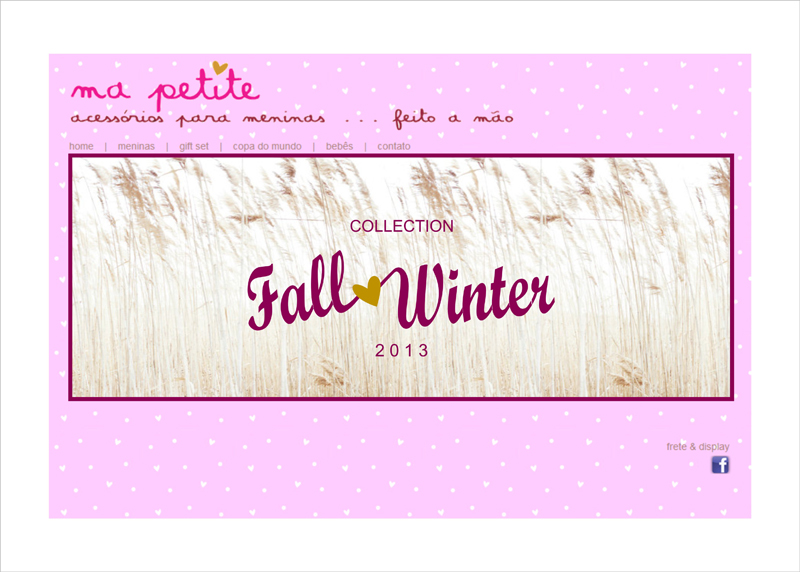 ma petite
acessórios para meninas ... feito a mão
home | meninas | gift set | copa do mundo | bebês | contato
COLLECTION
Fall Winter
2013
frete & display
f